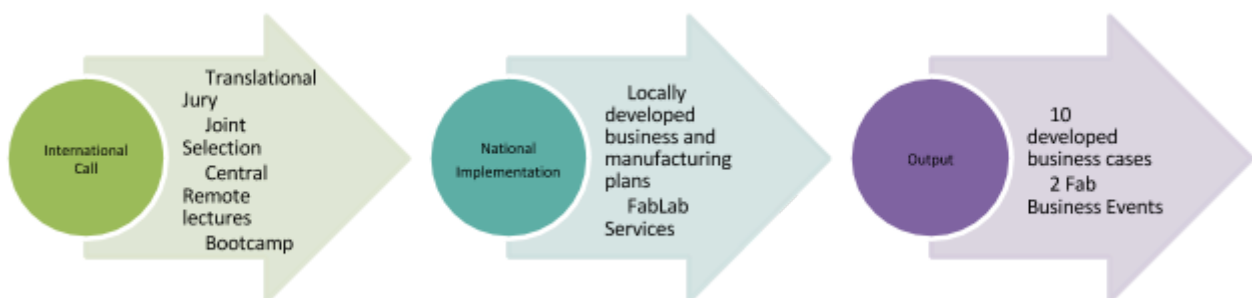 International
Call
Translational
Jury
Joint
Selection
Central
Remote
lectures
Bootcamp
National
Implementation
Locally
developed
business and
manufacturing
plans
FabLab
Services
Output
10
developed
business cases
2 Fab
Business Events